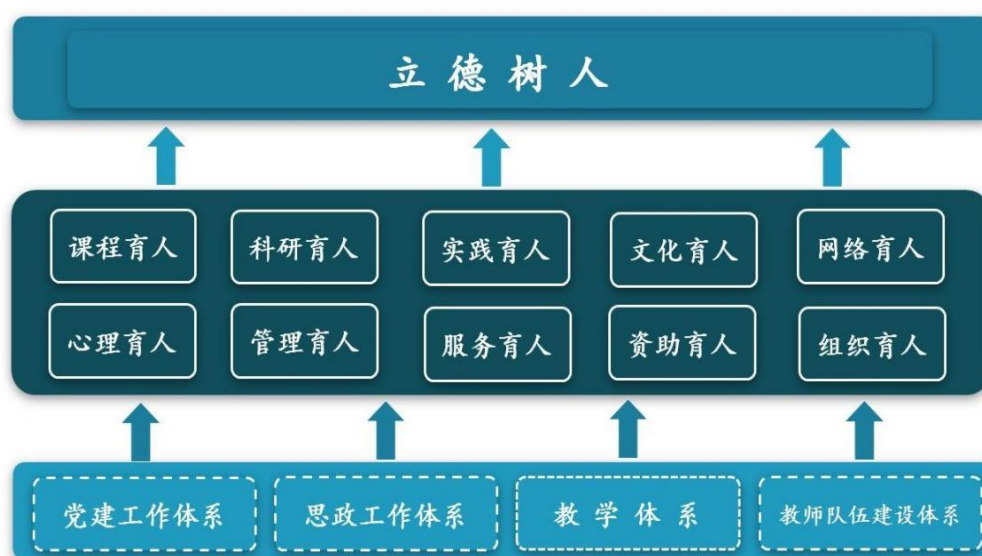 立德树人
课程育人 科研育人 实践育人 文化育人 网络育人
心理育人 管理育人 服务育人 资助育人 组织育人
党建工作体系 思政工作体系 教学体系 教师队伍建设体系